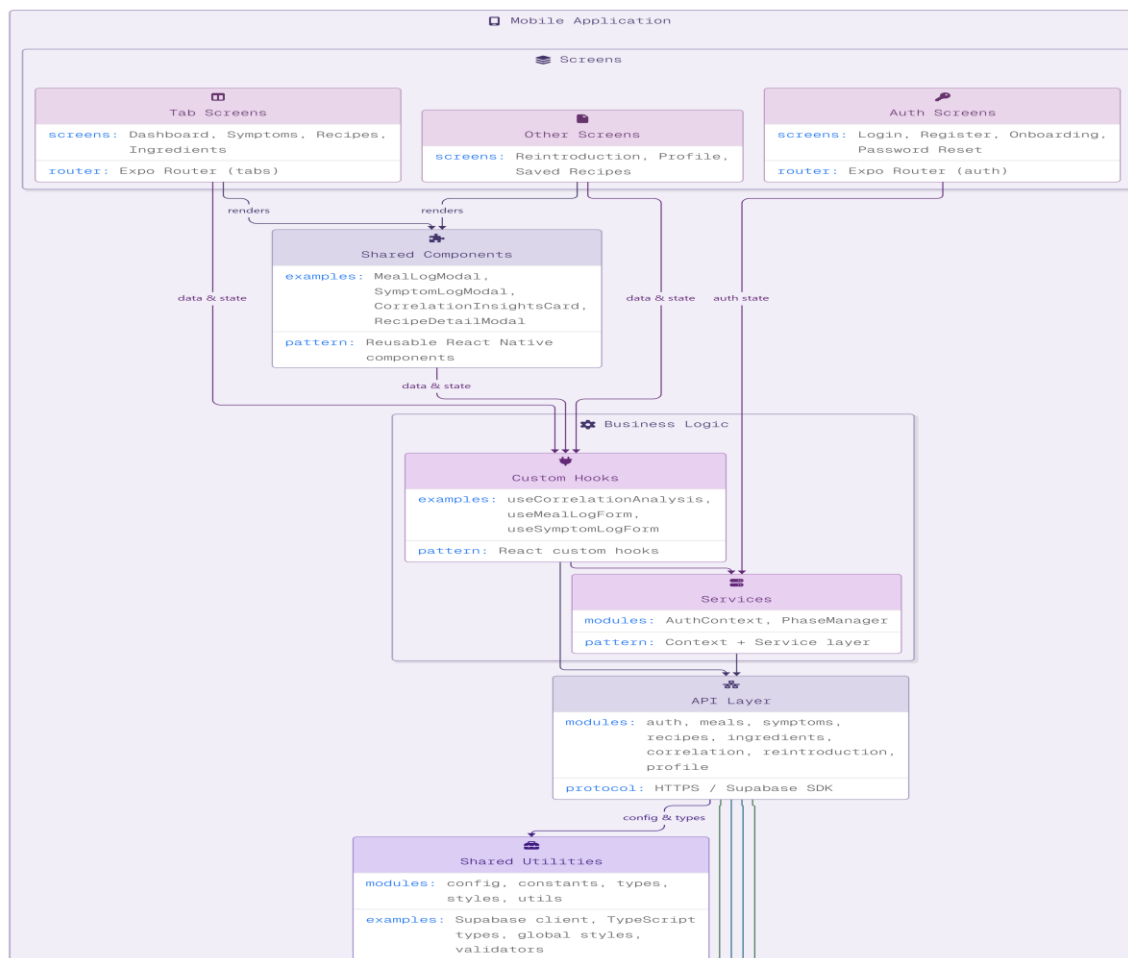 Mobile Application
Screens
Tab Screens
screens: Dashboard, Symptoms, Recipes,
Ingredients
router: Expo Router (tabs)
Other Screens
screens: Reintroduction, Profile,
Saved Recipes
Auth Screens
screens: Login, Register, Onboarding,
Password Reset
router: Expo Router (auth)
renders
renders
Shared Components
examples: MealLogModal,
SymptomLogModal,
CorrelationInsightsCard,
RecipeDetailModal
pattern: Reusable React Native
components
data & state
data & state
auth state
data & state
Business Logic
Custom Hooks
examples: useCorrelationAnalysis,
useMealLogForm,
useSymptomLogForm
pattern: React custom hooks
Services
modules: AuthContext, PhaseManager
pattern: Context + Service layer
API Layer
modules: auth, meals, symptoms,
recipes, ingredients,
correlation, reintroduction,
profile
protocol: HTTPS / Supabase SDK
config & types
Shared Utilities
modules: config, constants, types,
styles, utils
examples: Supabase client, TypeScript
types, global styles,
validators